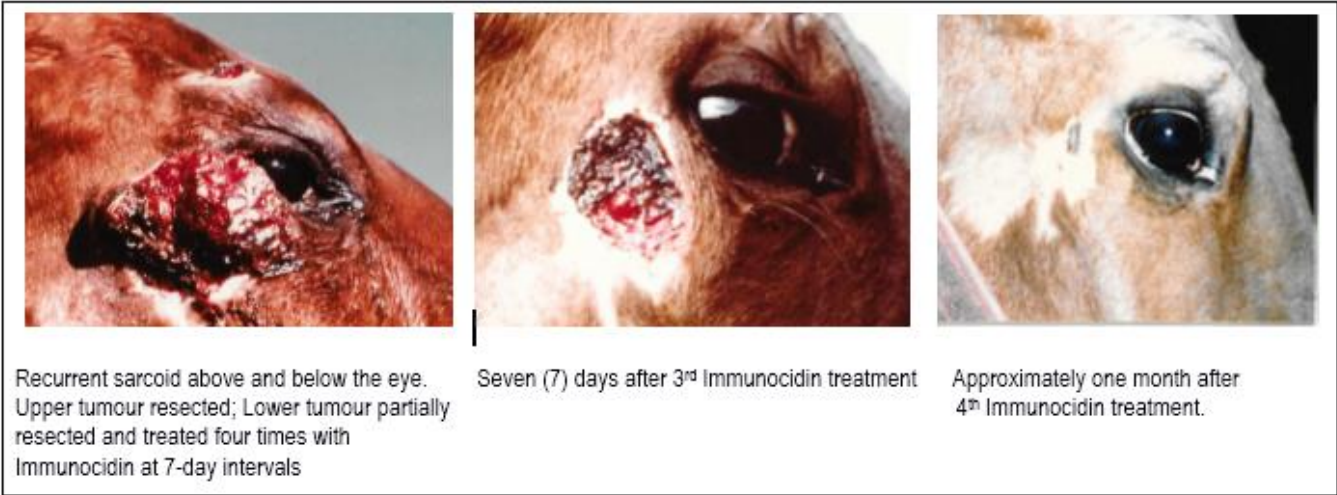 Recurrent sarcoid above and below the eye.
Upper tumour resected; Lower tumour partially
resected and treated four times with
Immunocidin at 7-day intervals
Seven (7) days after 3rd Immunocidin treatment
Approximately one month after
4th Immunocidin treatment.